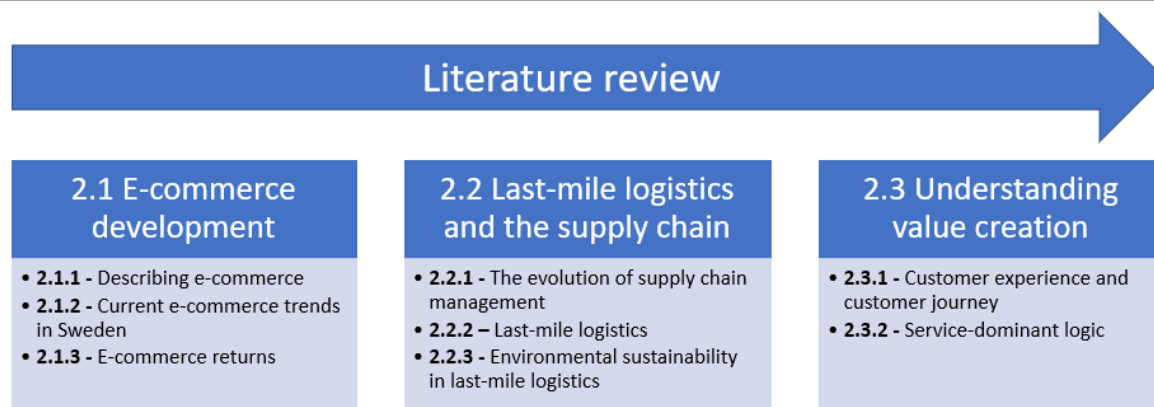 Literature review
2.1 E-commerce
development
• 2.1.1 - Describing e-commerce
• 2.1.2 - Current e-commerce trends
in Sweden
• 2.1.3 - E-commerce returns
2.2 Last-mile logistics
and the supply chain
• 2.2.1 - The evolution of supply chain
management
• 2.2.2 – Last-mile logistics
• 2.2.3 - Environmental sustainability
in last-mile logistics
2.3 Understanding
value creation
• 2.3.1 - Customer experience and
customer journey
• 2.3.2 - Service-dominant logic